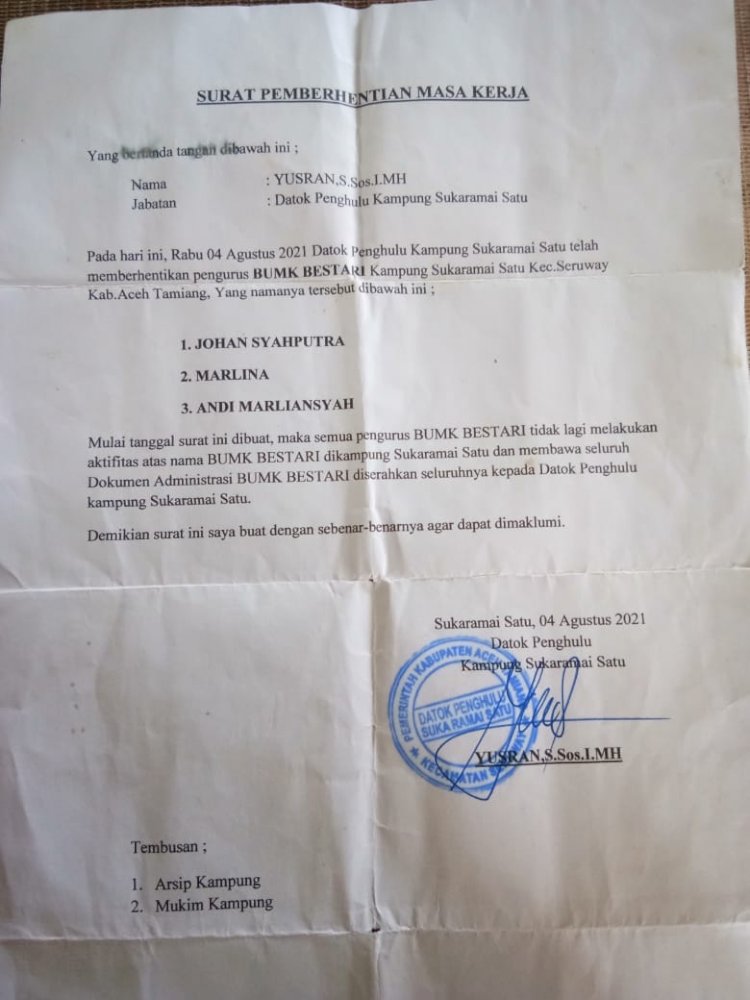 SURAT PEMBERHENTIAN MASA KERJA
Yang bertanda tangan dibawah ini ;
Nama : YUSRAN,S.Sos.I.MH
Jabatan : Datok Penghulu Kampung Sukaramai Satu
Pada hari ini, Rabu 04 Agustus 2021 Datok Penghulu Kampung Sukaramai Satu telah
memberhentikan pengurus BUMK BESTARI Kampung Sukaramai Satu Kec.Seruway
Kab.Aceh Tamiang, Yang namanya tersebut dibawah ini ;
1. JOHAN SYAHPUTRA
2. MARLINA
3. ANDI MARLIANSYAH
Mulai tanggal surat ini dibuat, maka semua pengurus BUMK BESTARI tidak lagi melakukan
aktifitas atas nama BUMK BESTARI dikampung Sukaramai Satu dan membawa seluruh
Dokumen Administrasi BUMK BESTARI diserahkan seluruhnya kepada Datok Penghulu
kampung Sukaramai Satu.
Demikian surat ini saya buat dengan sebenar-benarnya agar dapat dimaklumi.
Sukaramai Satu, 04 Agustus 2021
Datok Penghulu
Kampung Sukaramai Satu
PEMERINTAH KABUPATEN ACEH TAMIANG
DATOK PENGHULU
SUKA RAMAI SATU
KECAMATAN SERUWAY
YUSRAN,S.Sos.I.MH
Tembusan ;
1. Arsip Kampung
2. Mukim Kampung